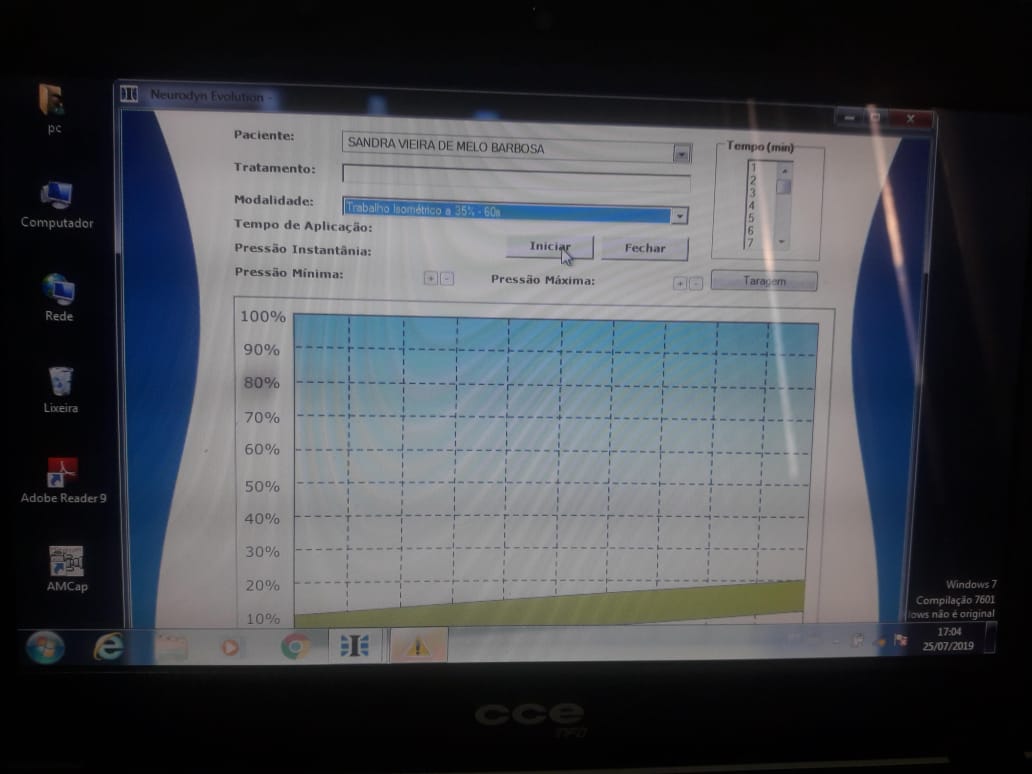 Neurodyn Evolution -
pc
Paciente:
SANDRA VIEIRA DE MELO BARBOSA
Tempo (min)
Tratamento:
1
2
3
4
5
6
7
Modalidade:
Trabalho Isométrico a 35% - 60s
Computador
Tempo de Aplicação:
Pressão Instantânia:
Iniciar
Fechar
Pressão Mínima:
+ -
Pressão Máxima:
+ -
Taragem
Rede
100%
90%
80%
70%
60%
50%
40%
30%
20%
10%
Lixeira
Adobe Reader 9
AMCap
Windows 7
Compilação 7601
não é original
17:04
25/07/2019
cce
INFO